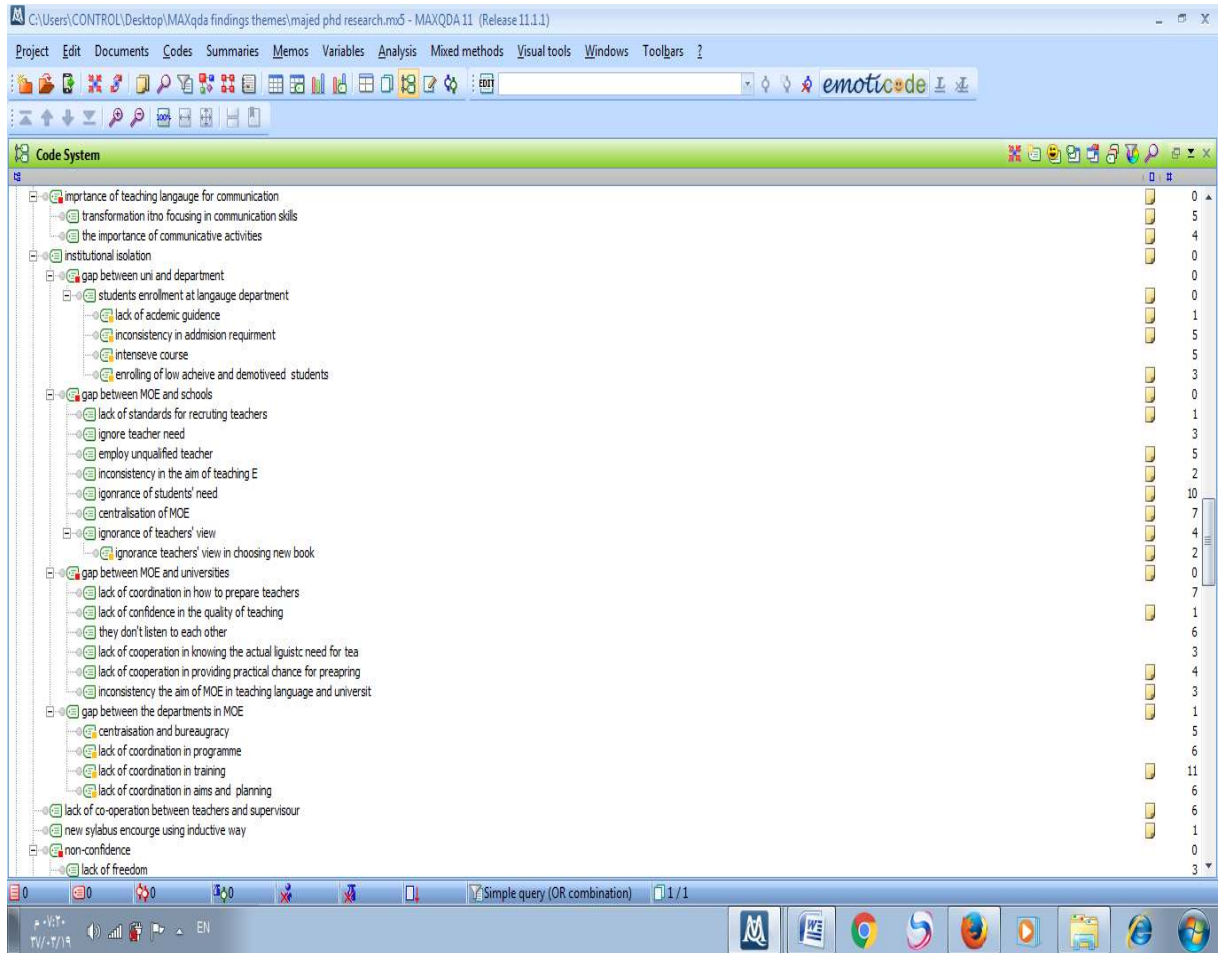 C:\Users\CONTROL\Desktop\MAXqda findings themes\majed phd research.mx5 - MAXQDA 11 (Release 11.1.1)
Project Edit Documents Codes Summaries Memos Variables Analysis Mixed methods Visual tools Windows Toolbars ?
EDIT emoticode
100%
Code System
#
imprtance of teaching langauge for communication 0
transformation itno focusing in communication skills 5
the importance of communicative activities 4
institutional isolation 0
gap between uni and department 0
students enrollment at langauge department 0
lack of acdemic guidence 1
inconsistency in addmision requirment 5
intenseve course 5
enrolling of low acheive and demotiveed students 3
gap between MOE and schools 0
lack of standards for recruting teachers 1
ignore teacher need 3
employ unqualified teacher 5
inconsistency in the aim of teaching E 2
igonrance of students' need 10
centralisation of MOE 7
ignorance of teachers' view 4
ignorance teachers' view in choosing new book 2
gap between MOE and universities 0
lack of coordination in how to prepare teachers 7
lack of confidence in the quality of teaching 1
they don't listen to each other 6
lack of cooperation in knowing the actual liguistc need for tea 3
lack of cooperation in providing practical chance for preapring 4
inconsistency the aim of MOE in teaching language and universit 3
gap between the departments in MOE 1
centraisation and bureaugracy 5
lack of coordination in programme 6
lack of coordination in training 11
lack of coordination in aims and planning 6
lack of co-operation between teachers and supervisour 6
new sylabus encourge using inductive way 1
non-confidence 0
lack of freedom 3
0 0 0 0 Simple query (OR combination) 1 / 1
م ٠٧:٢٠
٢٧/٠٢/١٩
EN